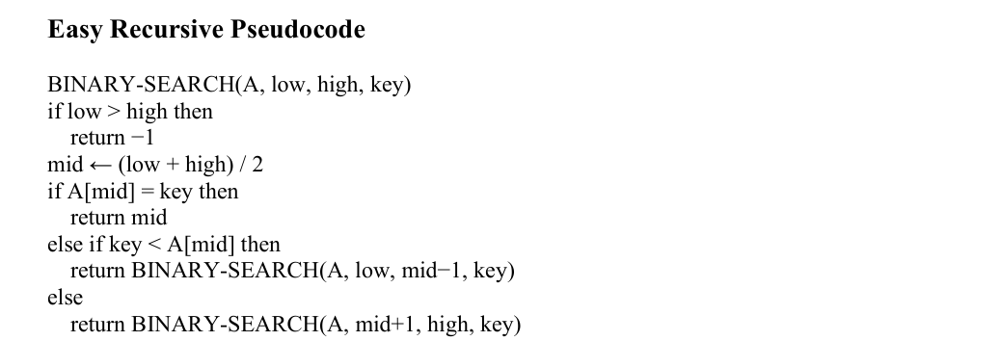 Easy Recursive Pseudocode
BINARY-SEARCH(A, low, high, key)
if low > high then
return −1
mid ← (low + high) / 2
if A[mid] = key then
return mid
else if key < A[mid] then
return BINARY-SEARCH(A, low, mid−1, key)
else
return BINARY-SEARCH(A, mid+1, high, key)